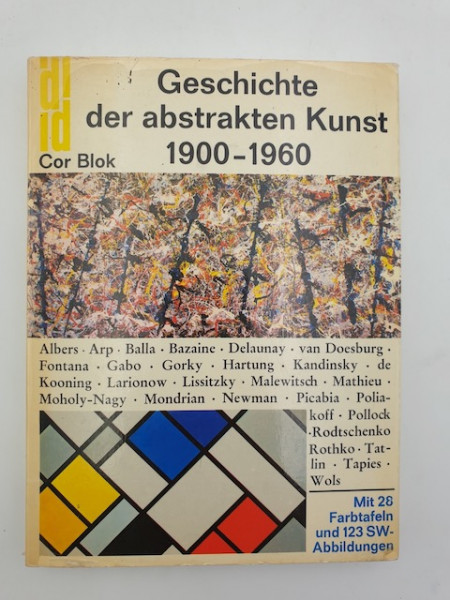 Geschichte
der abstrakten Kunst
Cor Blok 1900–1960
Albers · Arp · Balla · Bazaine · Delaunay · van Doesburg ·
Fontana · Gabo · Gorky · Hartung · Kandinsky · de
Kooning · Larionow · Lissitzky · Malewitsch · Mathieu ·
Moholy-Nagy · Mondrian · Newman · Picabia · Polia-
koff · Pollock
·Rodtschenko
Rothko · Tat-
lin · Tapies ·
Wols
Mit 28
Farbtafeln
und 123 SW-
Abbildungen